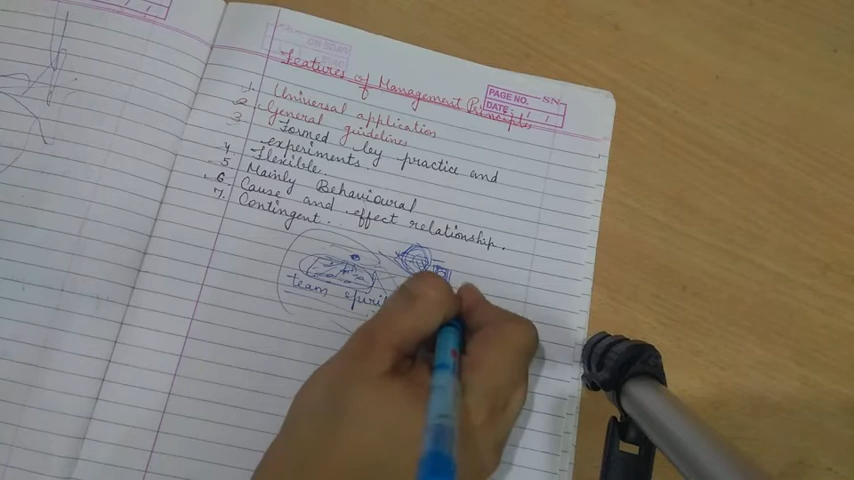 Features of Management Principles
PAGE NO.
DATE: / /
1. Universal application
2. General guidelines
3. Formed by practice and
experiments.
4. Flexible.
5. Mainly Behavioural
6. Cause and effect relationship.
7. Contingent.
team spirit